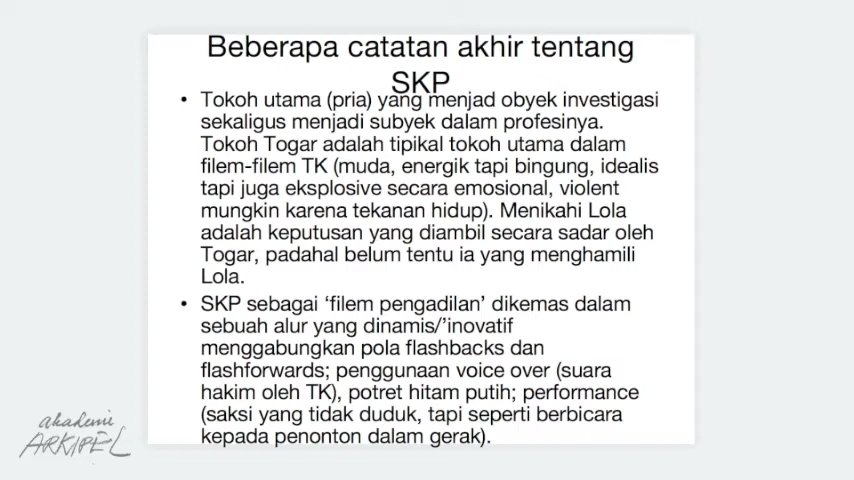 Beberapa catatan akhir tentang
SKP
• Tokoh utama (pria) yang menjad obyek investigasi
sekaligus menjadi subyek dalam profesinya.
Tokoh Togar adalah tipikal tokoh utama dalam
filem-filem TK (muda, energik tapi bingung, idealis
tapi juga eksplosive secara emosional, violent
mungkin karena tekanan hidup). Menikahi Lola
adalah keputusan yang diambil secara sadar oleh
Togar, padahal belum tentu ia yang menghamili
Lola.
• SKP sebagai ‘filem pengadilan’ dikemas dalam
sebuah alur yang dinamis/’inovatif
menggabungkan pola flashbacks dan
flashforwards; penggunaan voice over (suara
hakim oleh TK), potret hitam putih; performance
(saksi yang tidak duduk, tapi seperti berbicara
kepada penonton dalam gerak).
akademi
ARKIPEL